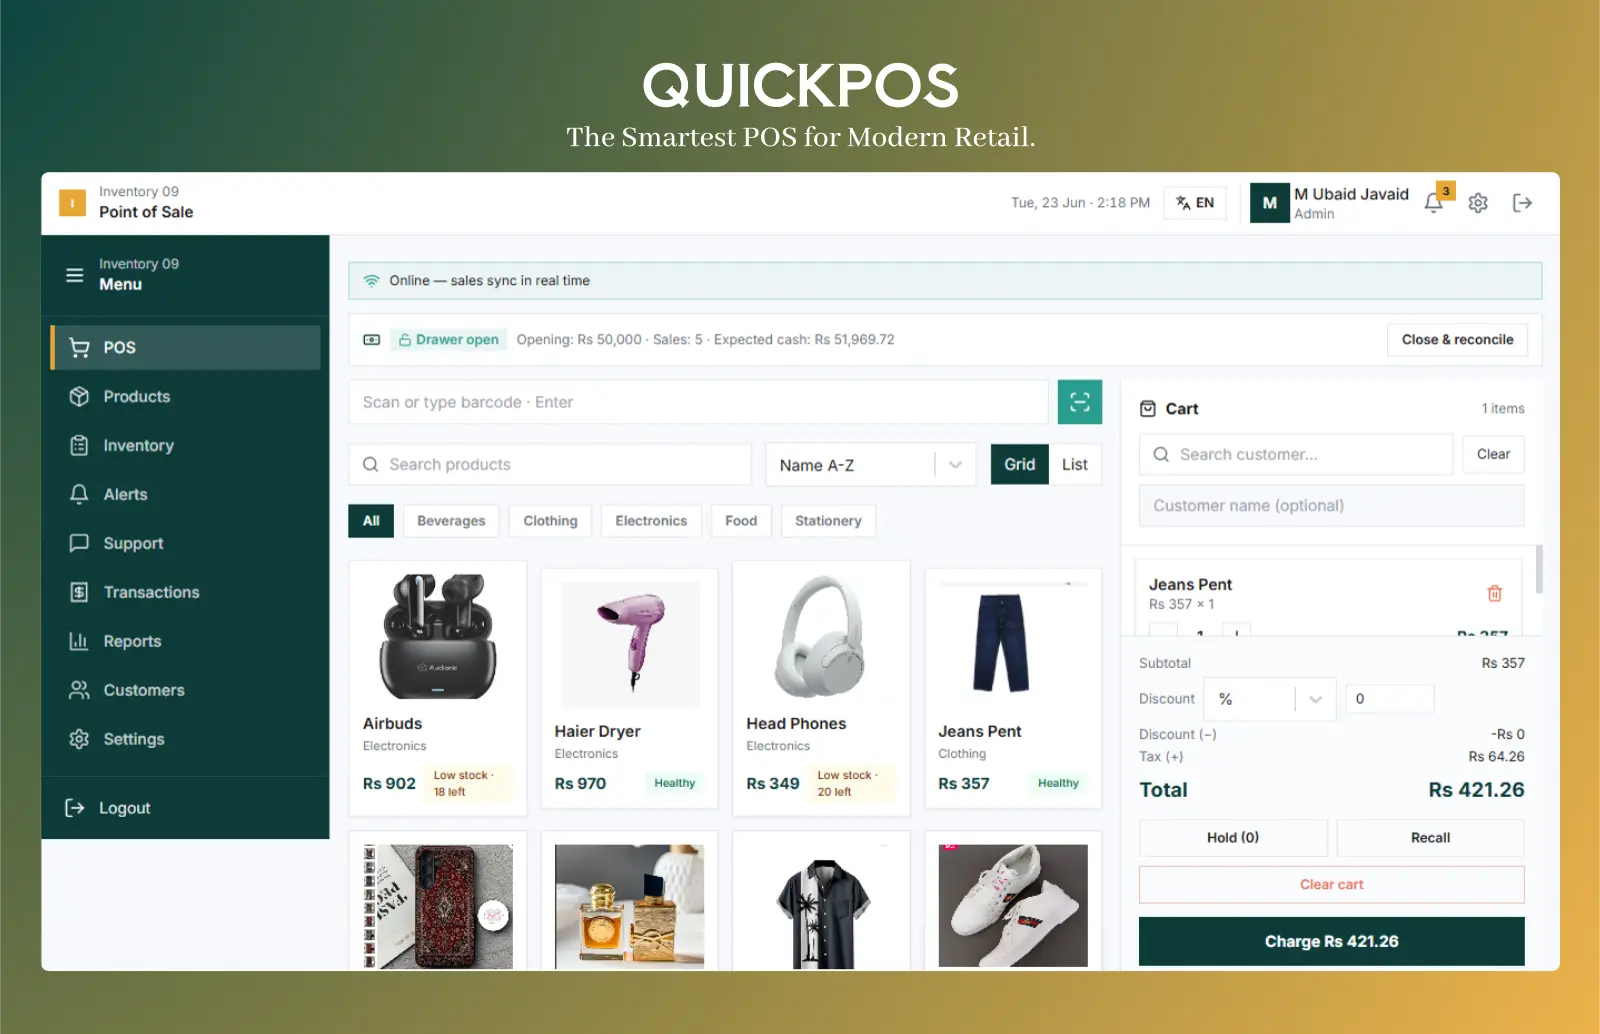 QUICKPOS
The Smartest POS for Modern Retail.
I
Inventory 09
Point of Sale
Tue, 23 Jun · 2:18 PM
EN
M
M Ubaid Javaid
Admin
3
Inventory 09
Menu
POS
Products
Inventory
Alerts
Support
Transactions
Reports
Customers
Settings
Logout
Online — sales sync in real time
Drawer open
Opening: Rs 50,000 · Sales: 5 · Expected cash: Rs 51,969.72
Close & reconcile
Scan or type barcode · Enter
Search products
Name A-Z
Grid
List
All
Beverages
Clothing
Electronics
Food
Stationery
Audionic
Airbuds
Electronics
Rs 902
Low stock ·
18 left
Haier Dryer
Electronics
Rs 970
Healthy
Head Phones
Electronics
Rs 349
Low stock ·
20 left
Jeans Pent
Clothing
Rs 357
Healthy
Cart
1 items
Search customer...
Clear
Customer name (optional)
Jeans Pent
Rs 357 × 1
1
Rs 357
Subtotal
Rs 357
Discount
%
0
Discount (−)
-Rs 0
Tax (+)
Rs 64.26
Total
Rs 421.26
Hold (0)
Recall
Clear cart
Charge Rs 421.26